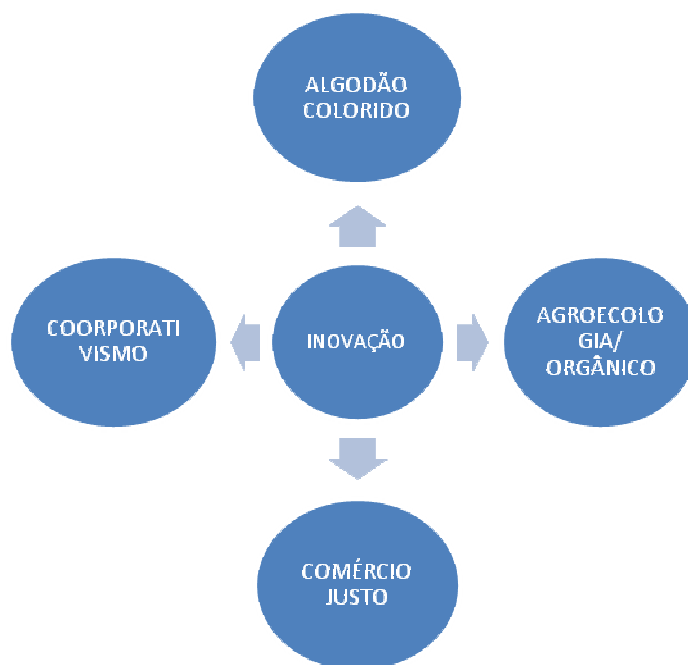 ALGODÃO
COLORIDO
COORPORATI
VISMO
INOVAÇÃO
AGROECOLO
GIA/
ORGÂNICO
COMÉRCIO
JUSTO